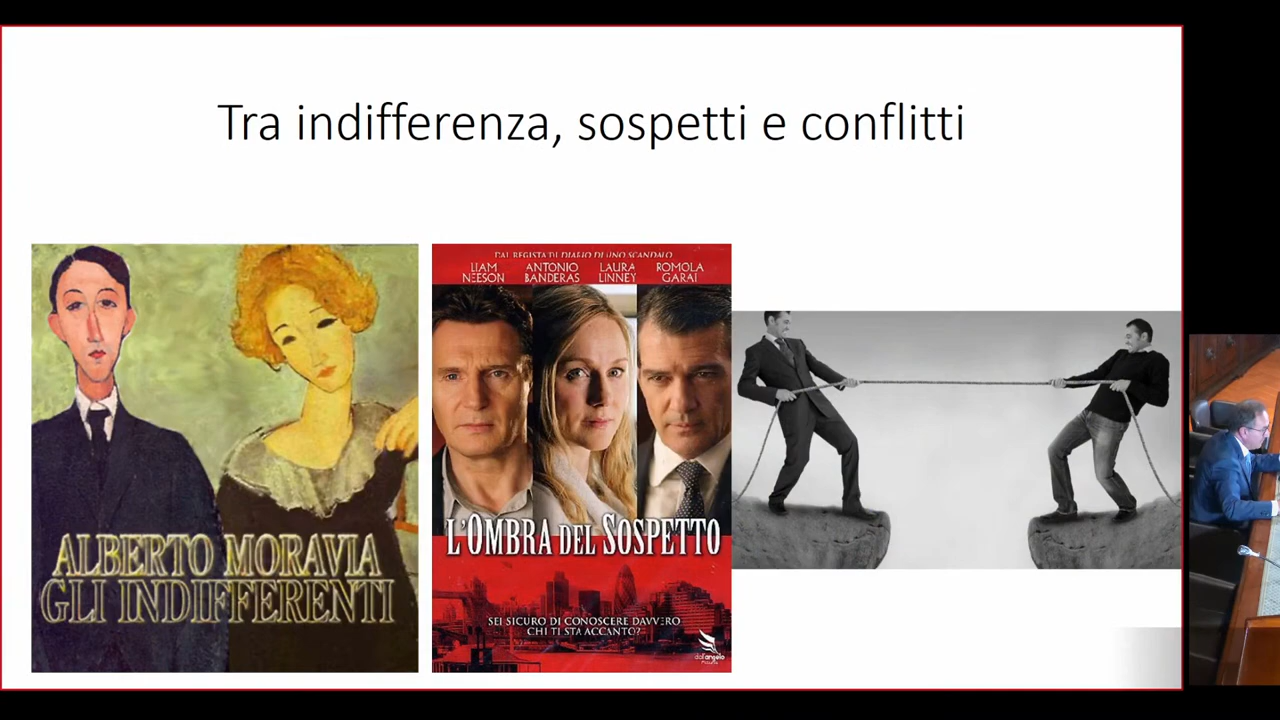 Tra indifferenza, sospetti e conflitti
ALBERTO MORAVIA
GLI INDIFFERENTI
DAL REGISTA DI DIARIO DI UNO SCANDALO
LIAM NEESON
ANTONIO BANDERAS
LAURA LINNEY
ROMOLA GARAI
L'OMBRA DEL SOSPETTO
SEI SICURO DI CONOSCERE DAVVERO
CHI TI STA ACCANTO?